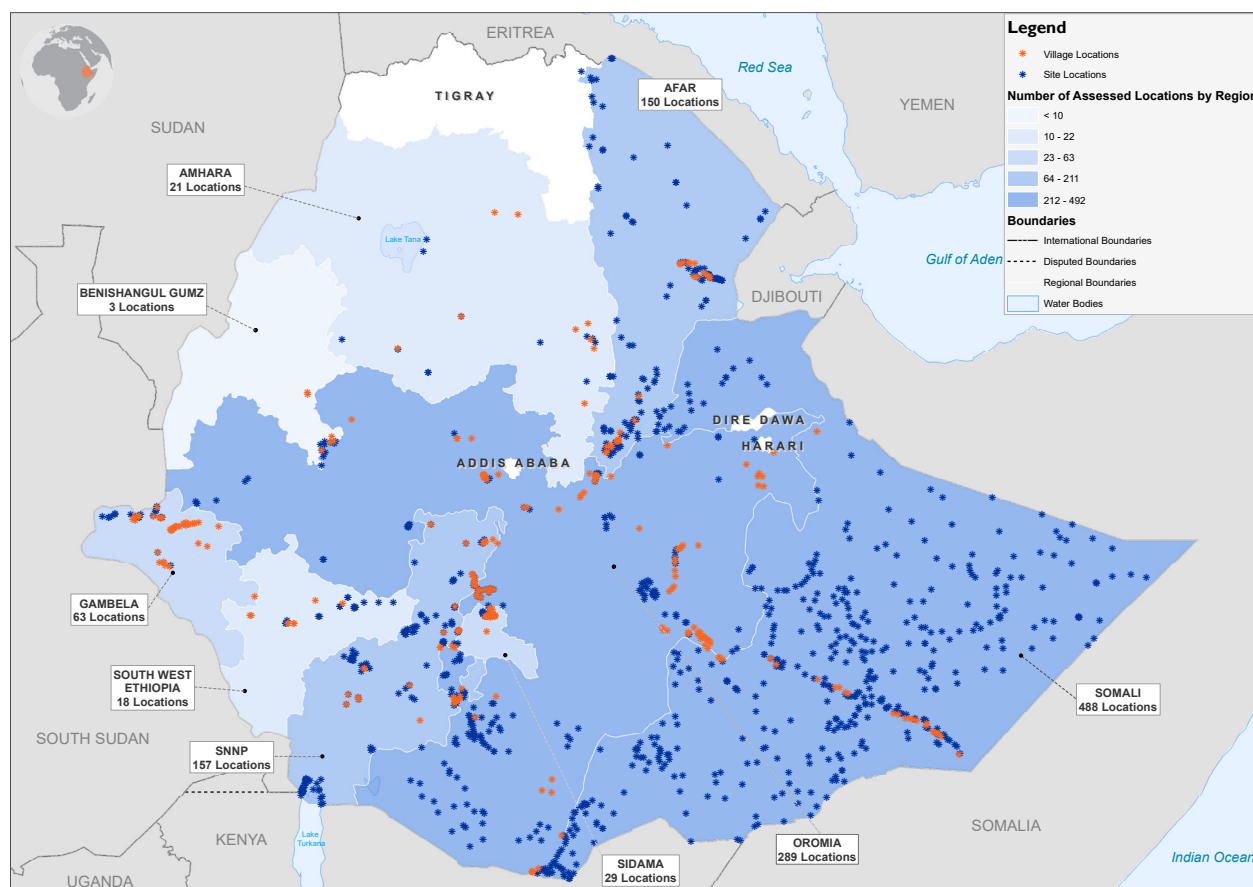 ERITREA
Red Sea
YEMEN
SUDAN
TIGRAY
AFAR
150 Locations
AMHARA
21 Locations
Lake Tana
Gulf of Aden
BENISHANGUL GUMZ
3 Locations
DJIBOUTI
DIRE DAWA
HARARI
ADDIS ABABA
GAMBELA
63 Locations
SOUTH WEST
ETHIOPIA
18 Locations
SOMALI
488 Locations
SOUTH SUDAN
SNNP
157 Locations
KENYA
Lake
Turkana
UGANDA
SIDAMA
29 Locations
OROMIA
289 Locations
SOMALIA
Indian Ocean
Legend
Village Locations
Site Locations
Number of Assessed Locations by Region
< 10
10 - 22
23 - 63
64 - 211
212 - 492
Boundaries
International Boundaries
Disputed Boundaries
Regional Boundaries
Water Bodies